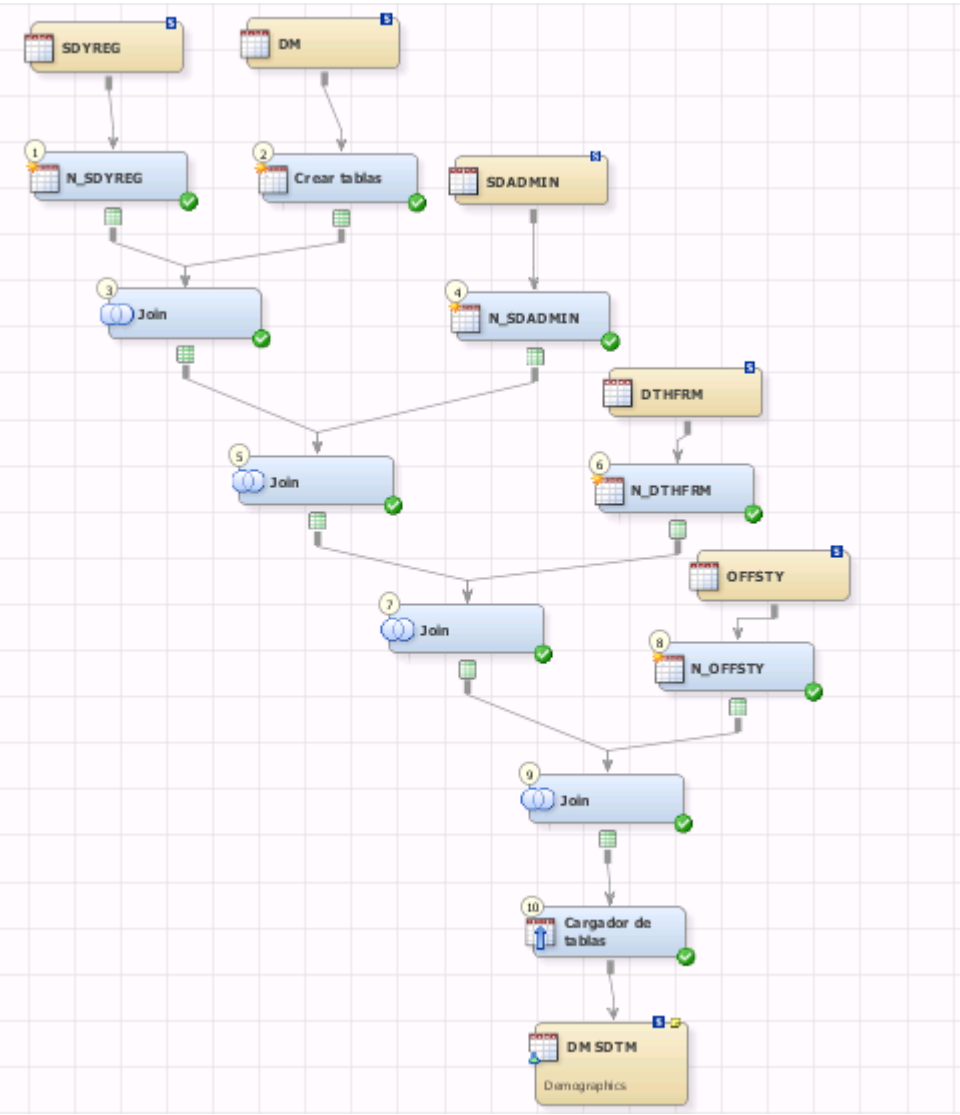 SDYREG
DM
1
N_SDYREG
2
Crear tablas
SDADMIN
3
Join
4
N_SDADMIN
DTHFRM
5
Join
6
N_DTHFRM
OFFSTY
7
Join
8
N_OFFSTY
9
Join
10
Cargador de
tablas
DM SDTM
Demographics